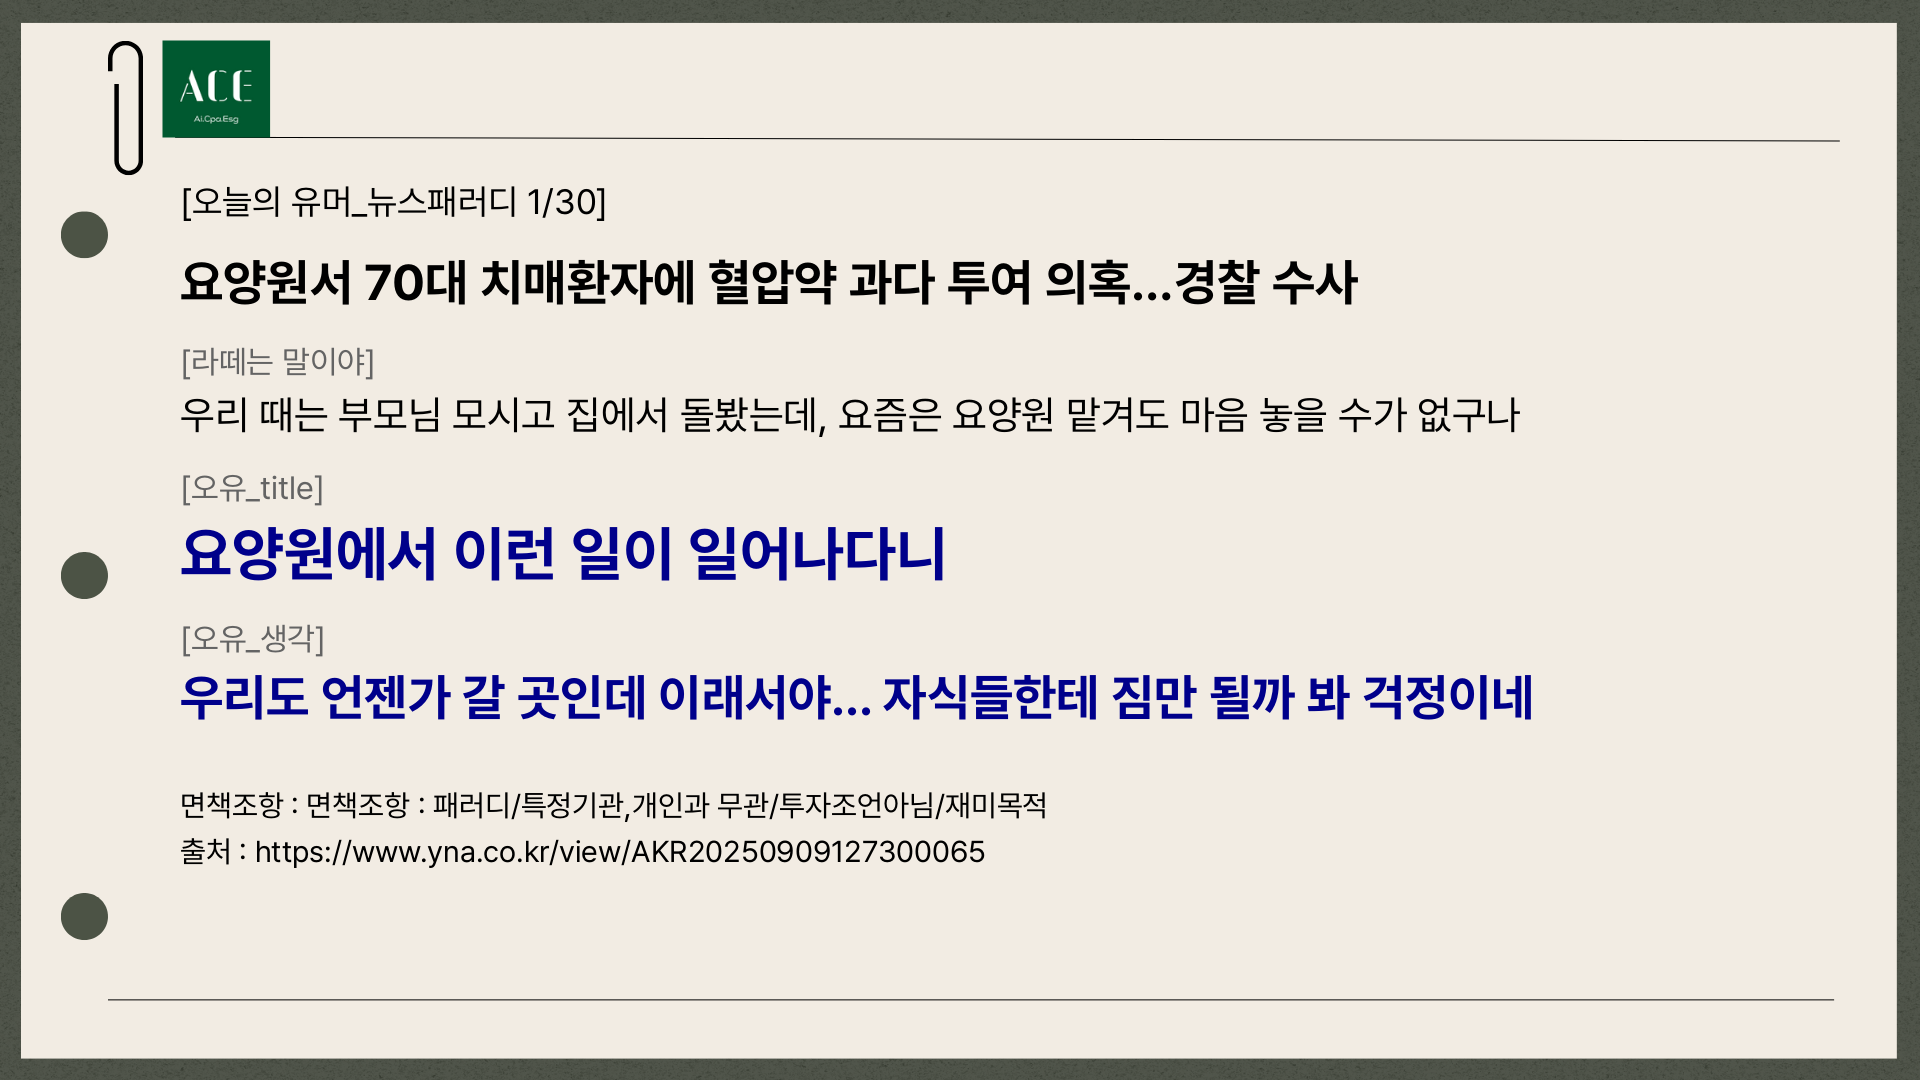 ACE
Ai.Cpa.Esg
[오늘의 유머_뉴스패러디 1/30]
요양원서 70대 치매환자에 혈압약 과다 투여 의혹...경찰 수사
[라떼는 말이야]
우리 때는 부모님 모시고 집에서 돌봤는데, 요즘은 요양원 맡겨도 마음 놓을 수가 없구나
[오유_title]
요양원에서 이런 일이 일어나다니
[오유_생각]
우리도 언젠가 갈 곳인데 이래서야... 자식들한테 짐만 될까 봐 걱정이네
면책조항 : 면책조항 : 패러디/특정기관,개인과 무관/투자조언아님/재미목적
출처 : https://www.yna.co.kr/view/AKR20250909127300065